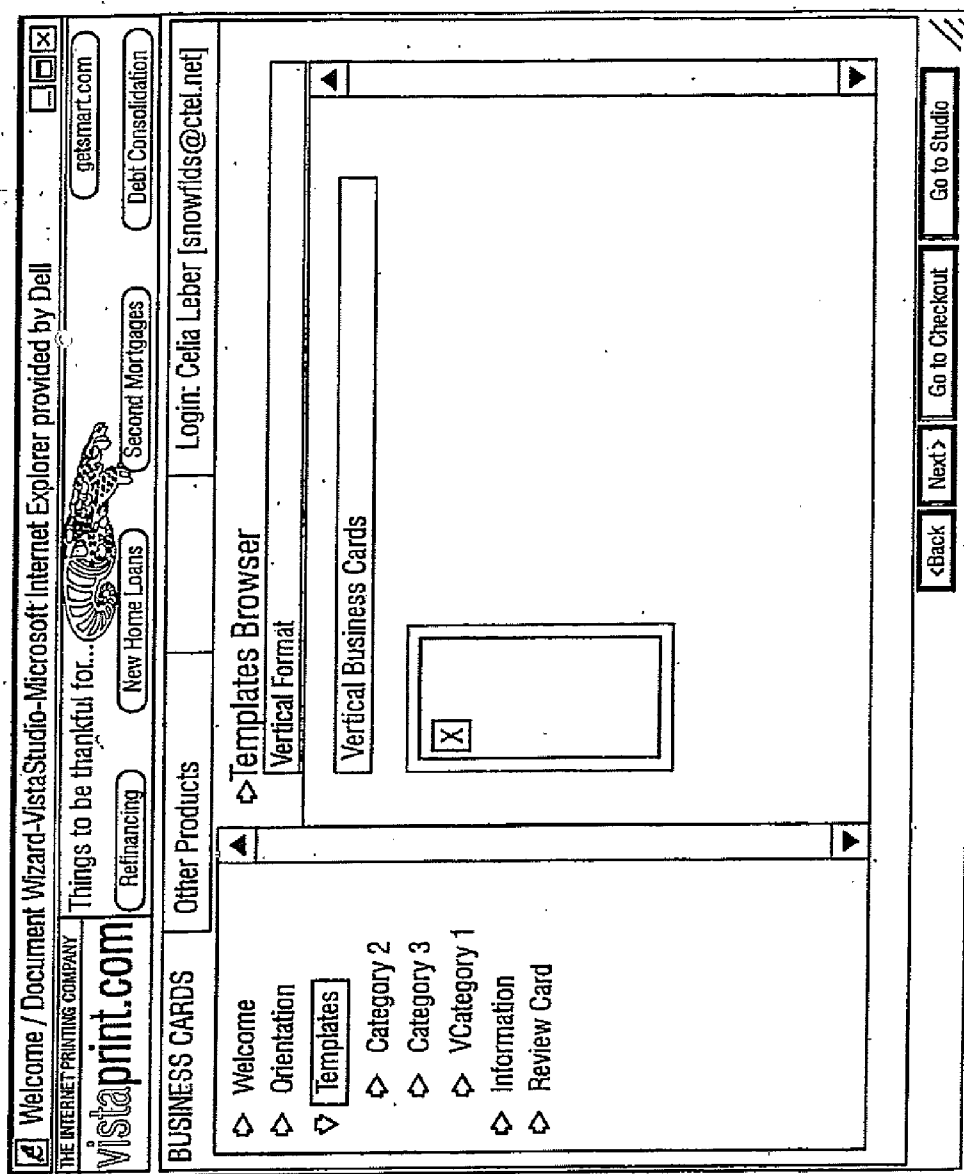 Welcome / Document Wizard-VistaStudio-Microsoft Internet Explorer provided by Dell
THE INTERNET PRINTING COMPANY
vistaprint.com
Things to be thankful for...
getsmart.com
Refinancing
New Home Loans
Second Mortgages
Debt Consolidation
BUSINESS CARDS
Other Products
Login: Celia Leber [snowflds@ctel.net]
Welcome
Orientation
Templates
Category 2
Category 3
VCategory 1
Information
Review Card
Templates Browser
Vertical Format
Vertical Business Cards
X
<Back
Next>
Go to Checkout
Go to Studio